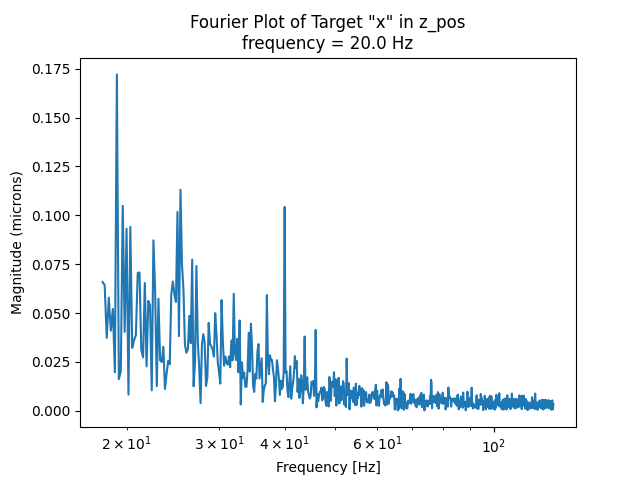 Fourier Plot of Target "x" in z_pos
frequency = 20.0 Hz
0.175
0.150
0.125
0.100
0.075
0.050
0.025
0.000
Magnitude (microns)
2 × 10¹
3 × 10¹
4 × 10¹
6 × 10¹
10²
Frequency [Hz]